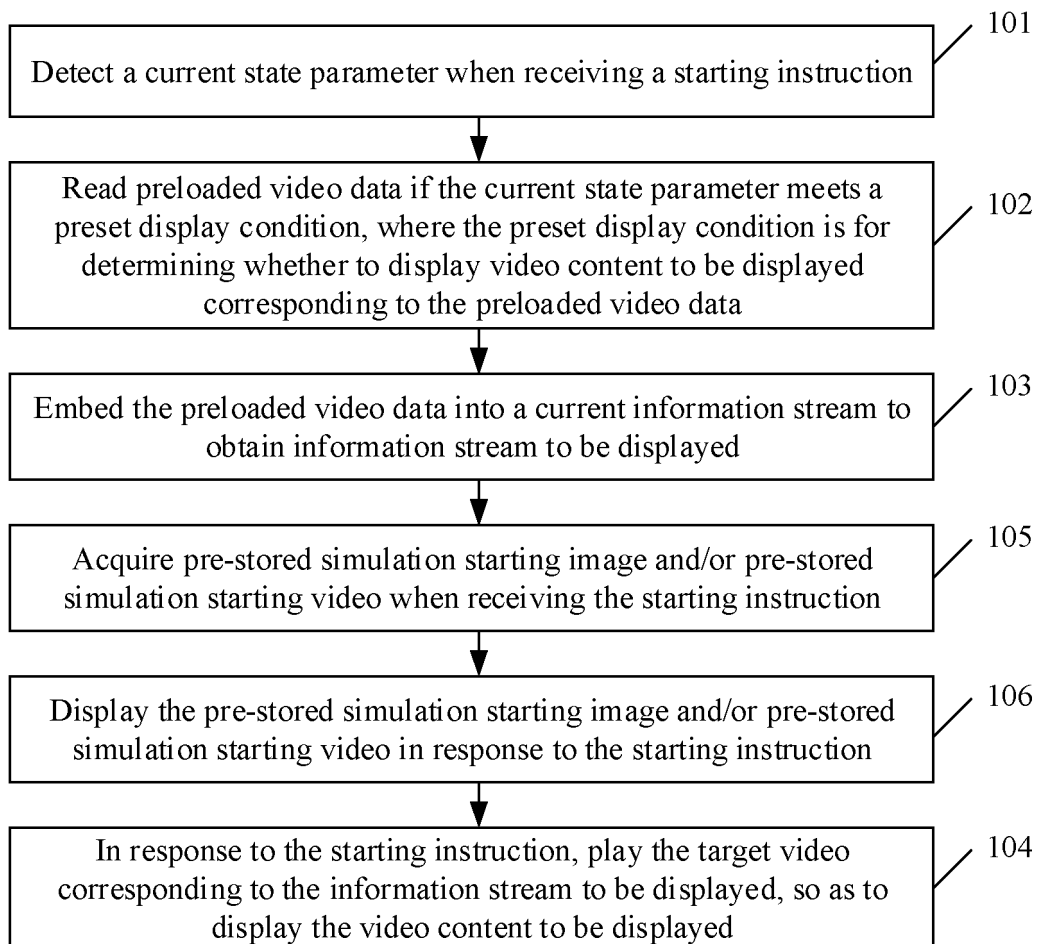 101
Detect a current state parameter when receiving a starting instruction
Read preloaded video data if the current state parameter meets a
preset display condition, where the preset display condition is for
determining whether to display video content to be displayed
corresponding to the preloaded video data
102
Embed the preloaded video data into a current information stream to
obtain information stream to be displayed
103
Acquire pre-stored simulation starting image and/or pre-stored
simulation starting video when receiving the starting instruction
105
Display the pre-stored simulation starting image and/or pre-stored
simulation starting video in response to the starting instruction
106
In response to the starting instruction, play the target video
corresponding to the information stream to be displayed, so as to
display the video content to be displayed
104